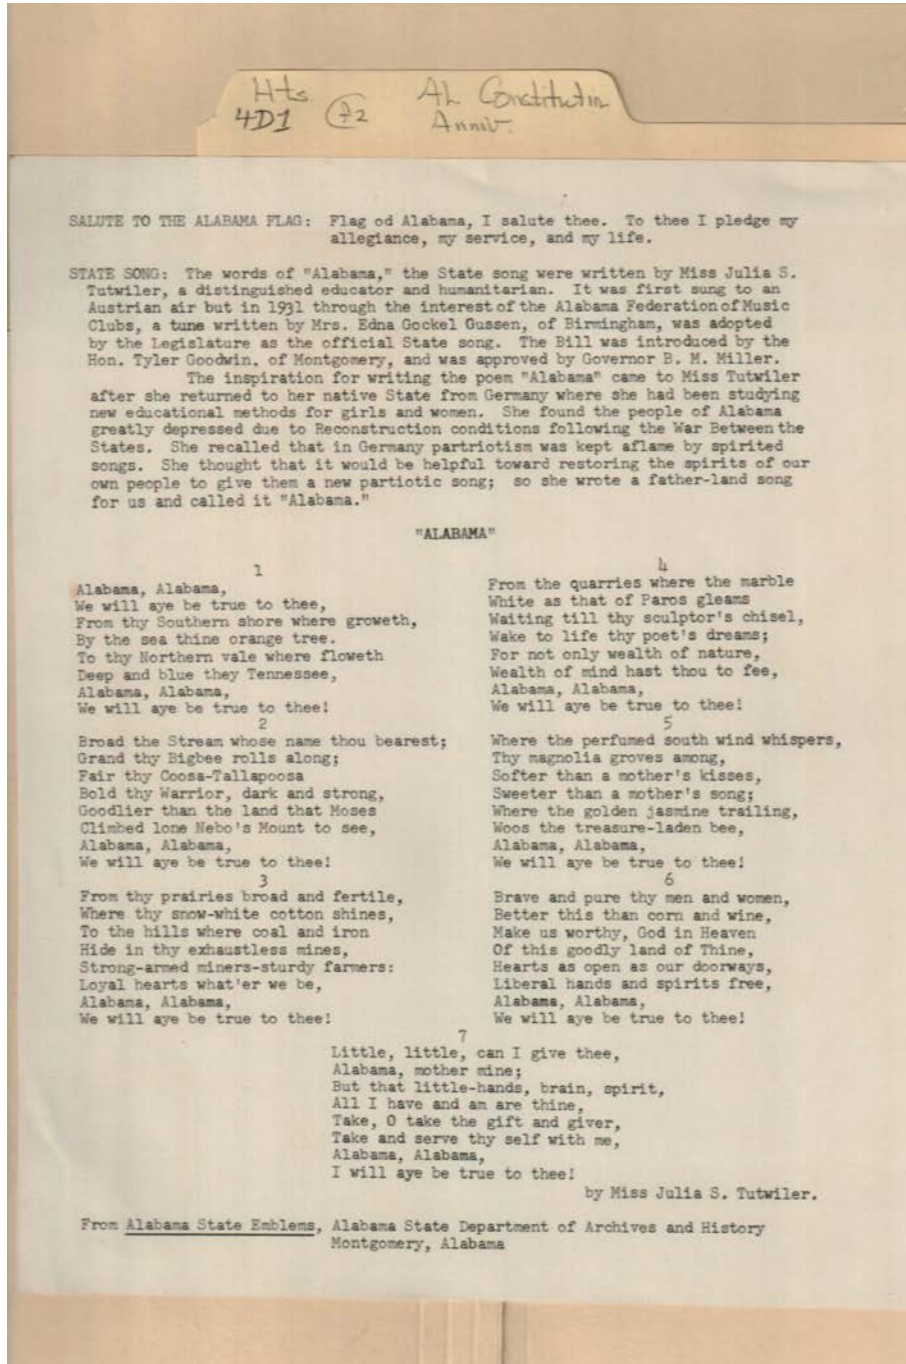 Hts. AL Constitutin
4D1 72 Anniv.
SALUTE TO THE ALABAMA FLAG: Flag od Alabama, I salute thee. To thee I pledge my
allegiance, my service, and my life.
STATE SONG: The words of "Alabama," the State song were written by Miss Julia S.
Tutwiler, a distinguished educator and humanitarian. It was first sung to an
Austrian air but in 1931 through the interest of the Alabama Federation of Music
Clubs, a tune written by Mrs. Edna Gockel Gussen, of Birmingham, was adopted
by the Legislature as the official State song. The Bill was introduced by the
Hon. Tyler Goodwin, of Montgomery, and was approved by Governor B. M. Miller.
The inspiration for writing the poem "Alabama" came to Miss Tutwiler
after she returned to her native State from Germany where she had been studying
new educational methods for girls and women. She found the people of Alabama
greatly depressed due to Reconstruction conditions following the War Between the
States. She recalled that in Germany partriotism was kept aflame by spirited
songs. She thought that it would be helpful toward restoring the spirits of our
own people to give them a new partiotic song; so she wrote a father-land song
for us and called it "Alabama."
"ALABAMA"
1
Alabama, Alabama,
We will aye be true to thee,
From thy Southern shore where groweth,
By the sea thine orange tree.
To thy Northern vale where floweth
Deep and blue they Tennessee,
Alabama, Alabama,
We will aye be true to thee!
2
Broad the Stream whose name thou bearest;
Grand thy Bigbee rolls along;
Fair thy Coosa-Tallapoosa
Bold thy Warrior, dark and strong,
Goodlier than the land that Moses
Climbed lone Nebo's Mount to see,
Alabama, Alabama,
We will aye be true to thee!
3
From thy prairies broad and fertile,
Where thy snow-white cotton shines,
To the hills where coal and iron
Hide in thy exhaustless mines,
Strong-armed miners-sturdy farmers:
Loyal hearts what'er we be,
Alabama, Alabama,
We will aye be true to thee!
4
From the quarries where the marble
White as that of Paros gleams
Waiting till thy sculptor's chisel,
Wake to life thy poet's dreams;
For not only wealth of nature,
Wealth of mind hast thou to fee,
Alabama, Alabama,
We will aye be true to thee!
5
Where the perfumed south wind whispers,
Thy magnolia groves among,
Softer than a mother's kisses,
Sweeter than a mother's song;
Where the golden jasmine trailing,
Woos the treasure-laden bee,
Alabama, Alabama,
We will aye be true to thee!
6
Brave and pure thy men and women,
Better this than corn and wine,
Make us worthy, God in Heaven
Of this goodly land of Thine,
Hearts as open as our doorways,
Liberal hands and spirits free,
Alabama, Alabama,
We will aye be true to thee!
7
Little, little, can I give thee,
Alabama, mother mine;
But that little-hands, brain, spirit,
All I have and am are thine,
Take, O take the gift and giver,
Take and serve thy self with me,
Alabama, Alabama,
I will aye be true to thee!
by Miss Julia S. Tutwiler.
From Alabama State Emblems, Alabama State Department of Archives and History
Montgomery, Alabama